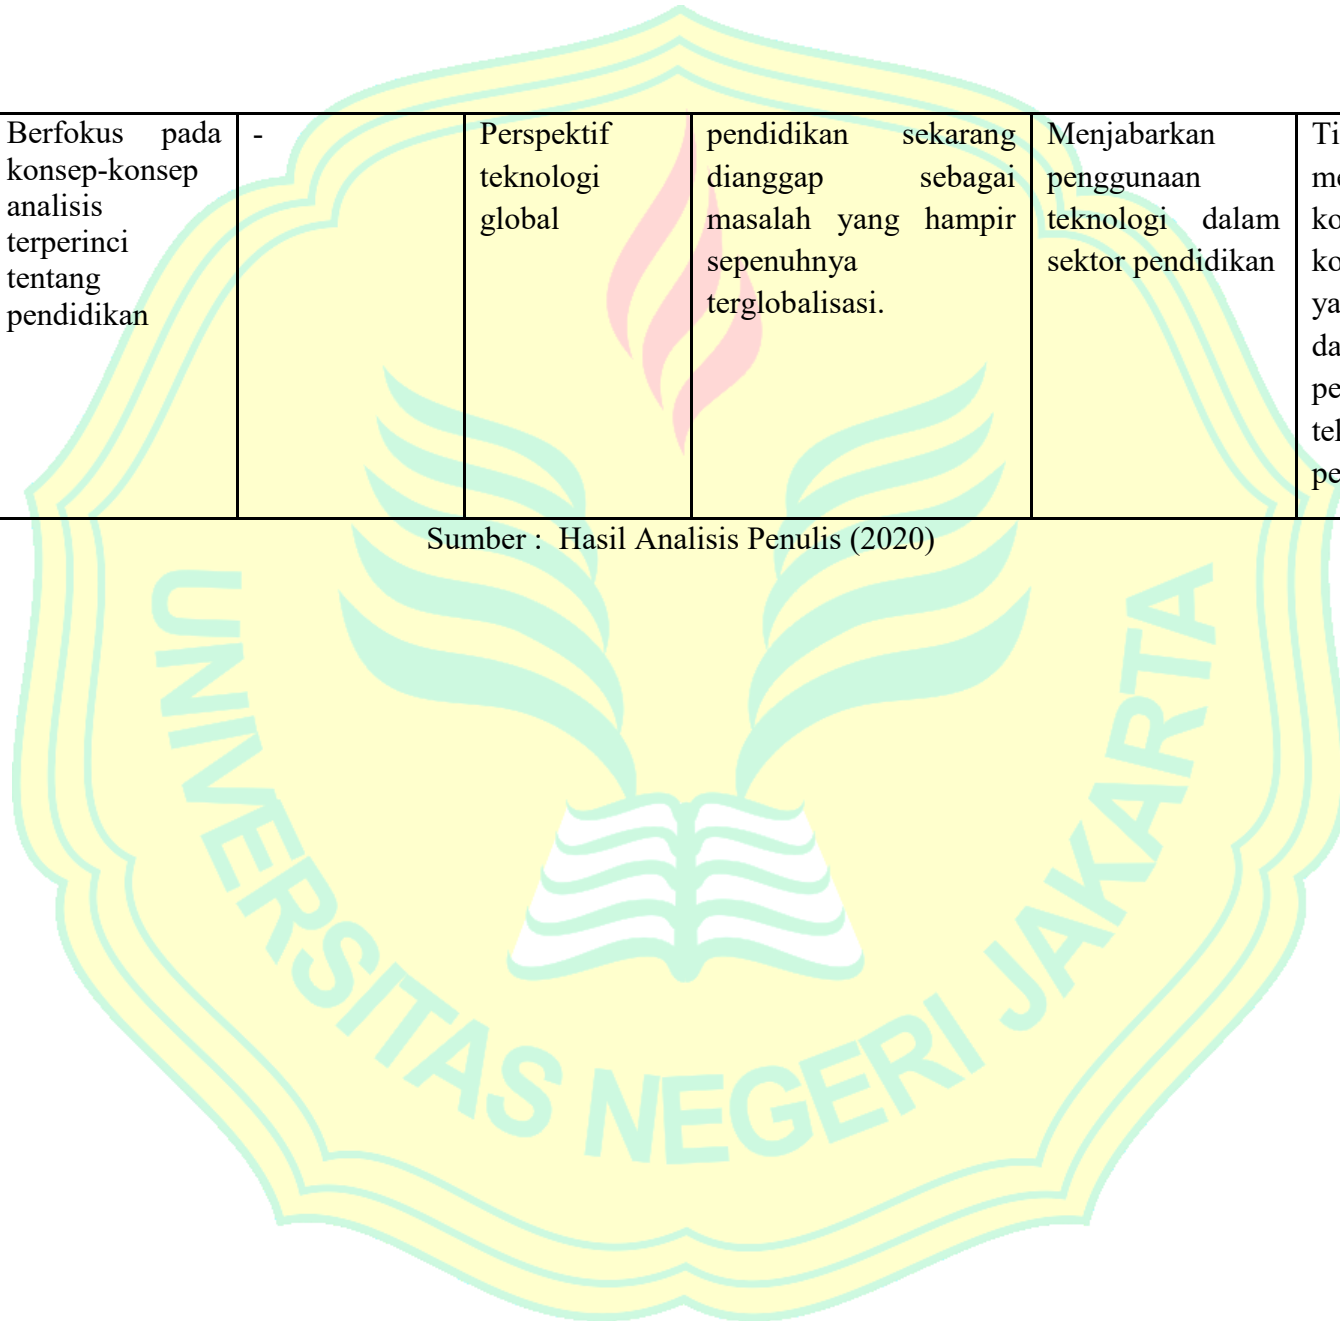 Berfokus pada
konsep-konsep
analisis
terperinci
tentang
pendidikan
-
Perspektif
teknologi
global
pendidikan sekarang
dianggap sebagai
masalah yang hampir
sepenuhnya
terglobalisasi.
Menjabarkan
penggunaan
teknologi dalam
sektor pendidikan
Sumber : Hasil Analisis Penulis (2020)
UNIVERSITAS NEGERI JAKARTA